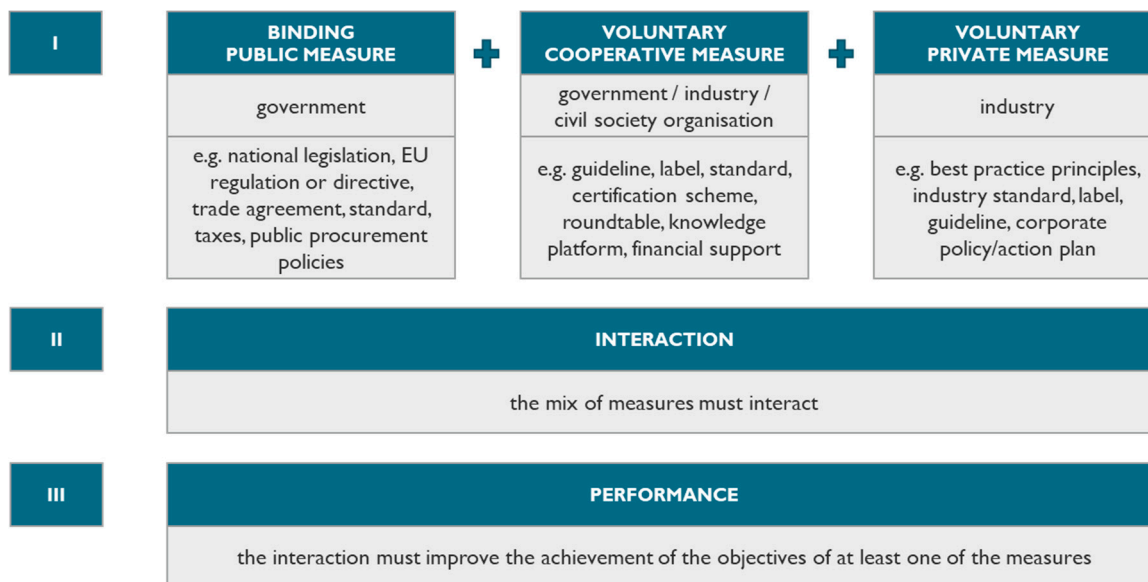 I
BINDING
PUBLIC MEASURE
government
e.g. national legislation, EU
regulation or directive,
trade agreement, standard,
taxes, public procurement
policies
+
VOLUNTARY
COOPERATIVE MEASURE
government / industry /
civil society organisation
e.g. guideline, label, standard,
certification scheme,
roundtable, knowledge
platform, financial support
+
VOLUNTARY
PRIVATE MEASURE
industry
e.g. best practice principles,
industry standard, label,
guideline, corporate
policy/action plan
II
INTERACTION
the mix of measures must interact
III
PERFORMANCE
the interaction must improve the achievement of the objectives of at least one of the measures